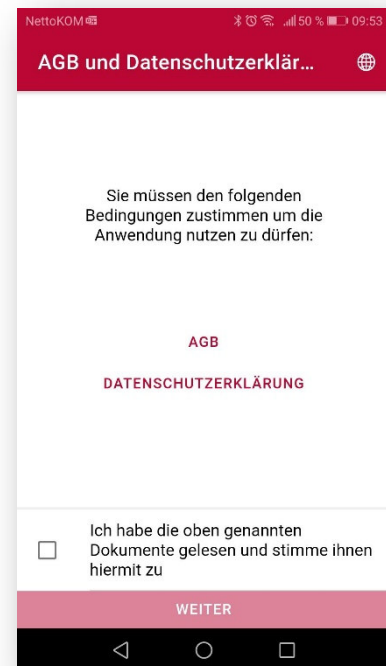 NettoKOM 50 % 09:53
AGB und Datenschutzerklär...
Sie müssen den folgenden
Bedingungen zustimmen um die
Anwendung nutzen zu dürfen:
AGB
DATENSCHUTZERKLÄRUNG
Ich habe die oben genannten
Dokumente gelesen und stimme ihnen
hiermit zu
WEITER